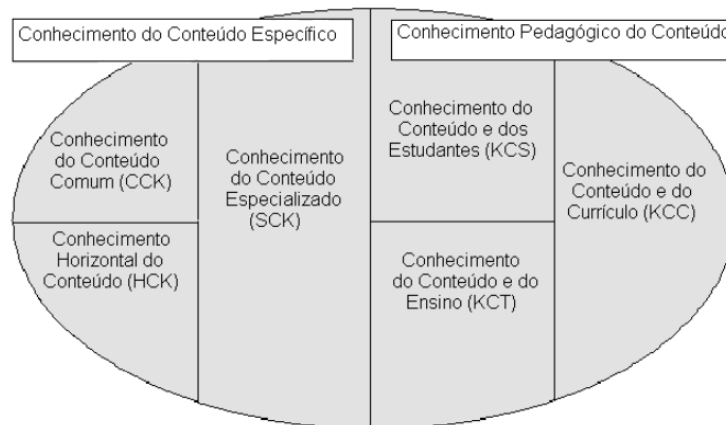 Conhecimento do Conteúdo Específico
Conhecimento Pedagógico do Conteúdo
Conhecimento
do Conteúdo
Comum (CCK)
Conhecimento
Horizontal do
Conteúdo (HCK)
Conhecimento
do Conteúdo
Especializado
(SCK)
Conhecimento do
Conteúdo e dos
Estudantes (KCS)
Conhecimento
do Conteúdo e do
Ensino (KCT)
Conhecimento do
Conteúdo e do
Currículo (KCC)